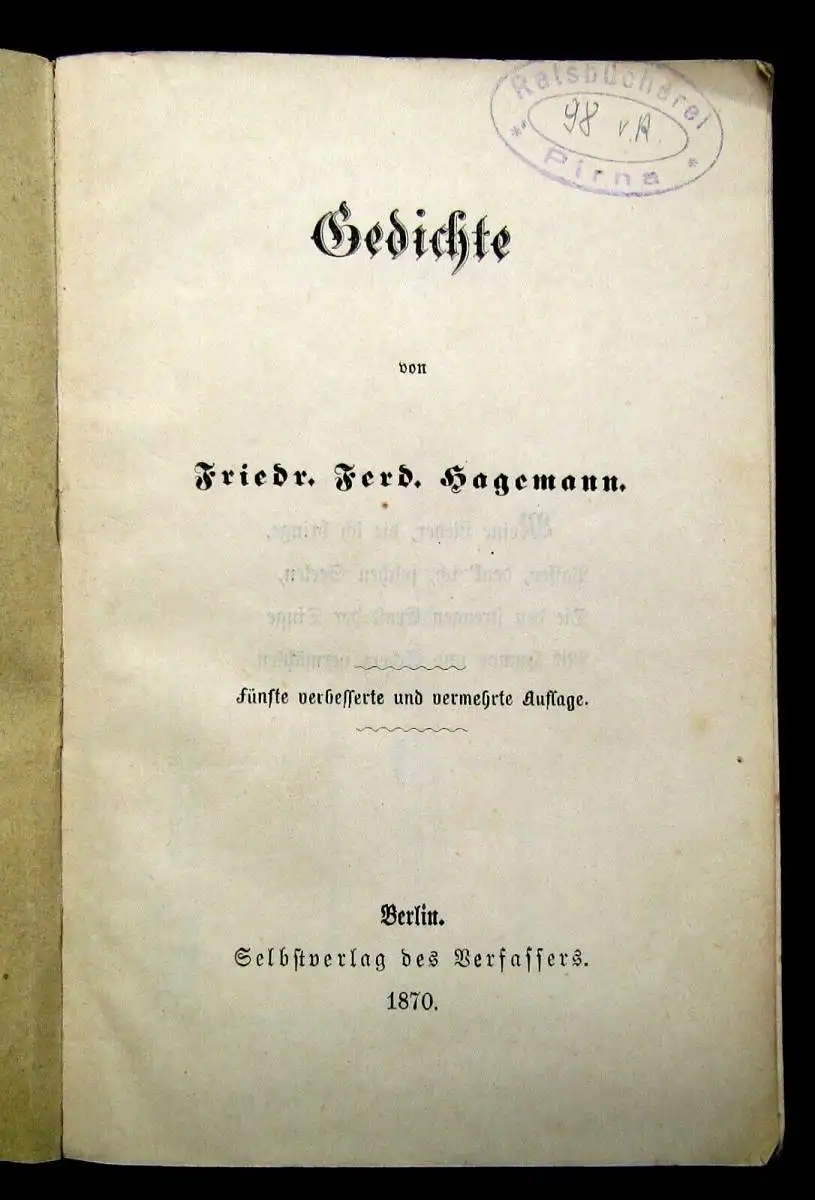 Ratsbücherei
98 v.R.
Pirna
Gedichte
von
Friedr. Ferd. Hagemann.
Fünfte verbesserte und vermehrte Auflage.
Berlin.
Selbstverlag des Verfassers.
1870.